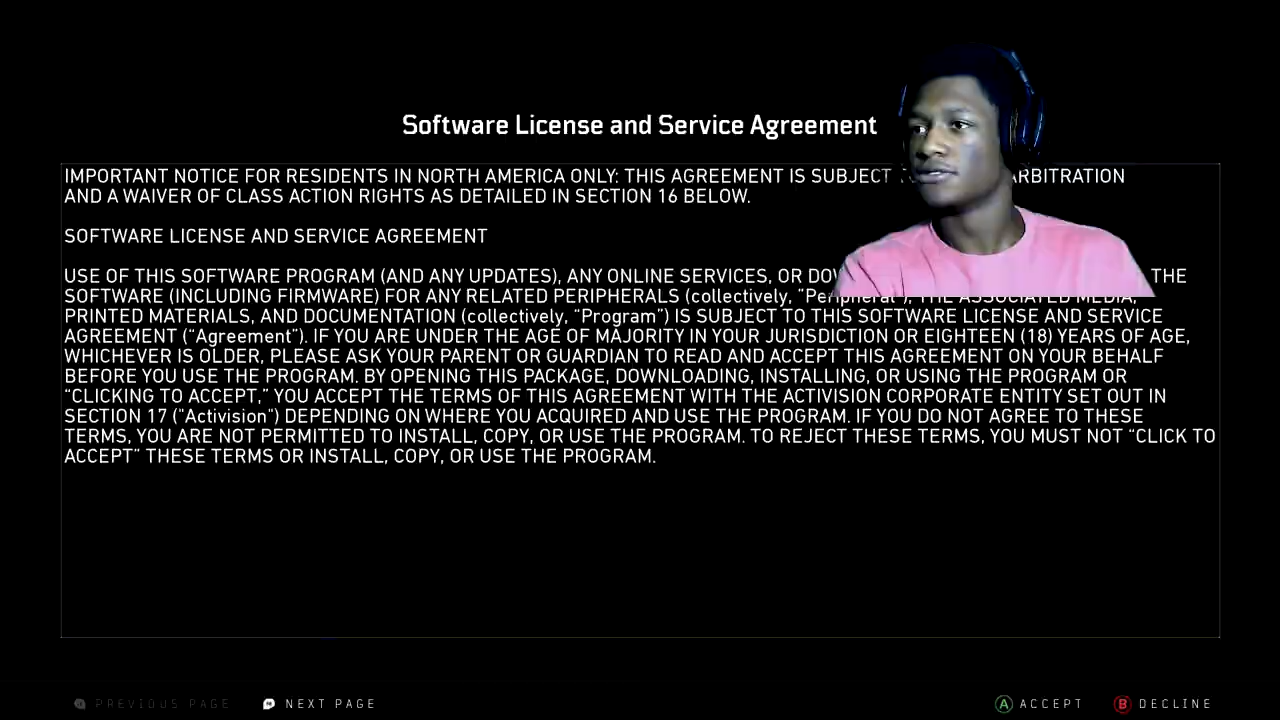 Software License and Service Agreement
IMPORTANT NOTICE FOR RESIDENTS IN NORTH AMERICA ONLY: THIS AGREEMENT IS SUBJECT ARBITRATION
AND A WAIVER OF CLASS ACTION RIGHTS AS DETAILED IN SECTION 16 BELOW.
SOFTWARE LICENSE AND SERVICE AGREEMENT
USE OF THIS SOFTWARE PROGRAM (AND ANY UPDATES), ANY ONLINE SERVICES, OR THE
SOFTWARE (INCLUDING FIRMWARE) FOR ANY RELATED PERIPHERALS (collectively, “Peripheral”), THE ASSOCIATED MEDIA,
PRINTED MATERIALS, AND DOCUMENTATION (collectively, “Program”) IS SUBJECT TO THIS SOFTWARE LICENSE AND SERVICE
AGREEMENT (“Agreement”). IF YOU ARE UNDER THE AGE OF MAJORITY IN YOUR JURISDICTION OR EIGHTEEN (18) YEARS OF AGE,
WHICHEVER IS OLDER, PLEASE ASK YOUR PARENT OR GUARDIAN TO READ AND ACCEPT THIS AGREEMENT ON YOUR BEHALF
BEFORE YOU USE THE PROGRAM. BY OPENING THIS PACKAGE, DOWNLOADING, INSTALLING, OR USING THE PROGRAM OR
“CLICKING TO ACCEPT,” YOU ACCEPT THE TERMS OF THIS AGREEMENT WITH THE ACTIVISION CORPORATE ENTITY SET OUT IN
SECTION 17 ("Activision") DEPENDING ON WHERE YOU ACQUIRED AND USE THE PROGRAM. IF YOU DO NOT AGREE TO THESE
TERMS, YOU ARE NOT PERMITTED TO INSTALL, COPY, OR USE THE PROGRAM. TO REJECT THESE TERMS, YOU MUST NOT “CLICK TO
ACCEPT” THESE TERMS OR INSTALL, COPY, OR USE THE PROGRAM.
PREVIOUS PAGE NEXT PAGE A ACCEPT B DECLINE